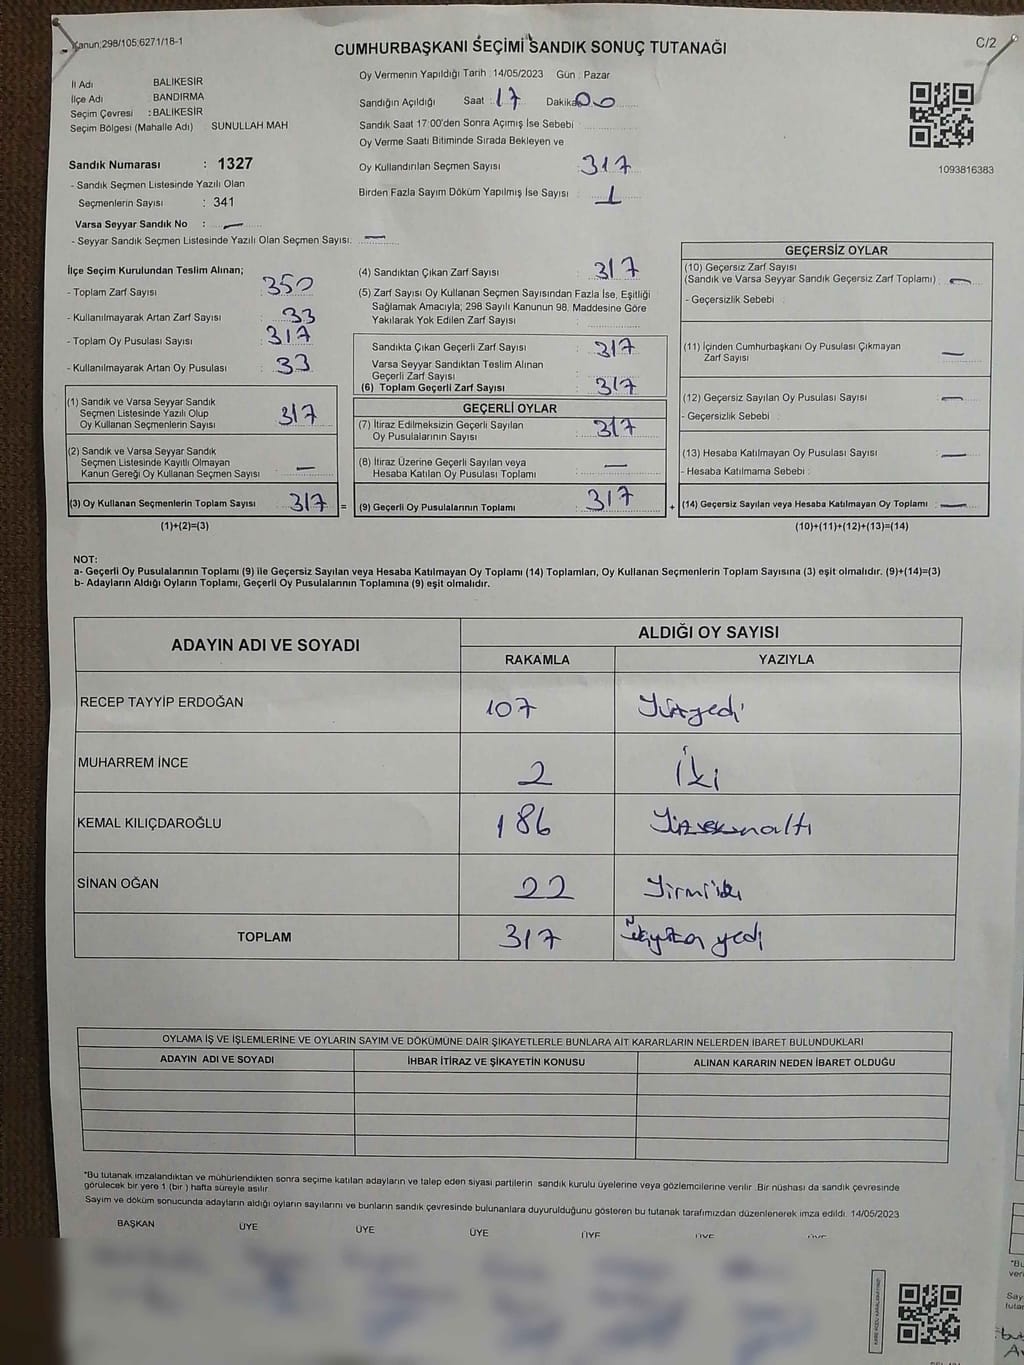 Kanun;298/105;6271/18-1
C/2
CUMHURBAŞKANI SEÇİMİ SANDIK SONUÇ TUTANAĞI
İl Adı BALIKESİR
İlçe Adı BANDIRMA
Seçim Çevresi : BALIKESİR
Seçim Bölgesi (Mahalle Adı) SUNULLAH MAH
Sandık Numarası : 1327
- Sandık Seçmen Listesinde Yazılı Olan
Seçmenlerin Sayısı : 341
Varsa Seyyar Sandık No : —
- Seyyar Sandık Seçmen Listesinde Yazılı Olan Seçmen Sayısı: —
Oy Vermenin Yapıldığı Tarih : 14/05/2023 Gün : Pazar
Sandığın Açıldığı Saat : 17 Dakika 00
Sandık Saat 17:00'den Sonra Açımış İse Sebebi
Oy Verme Saati Bitiminde Sırada Bekleyen ve
Oy Kullandırılan Seçmen Sayısı : 317
Birden Fazla Sayım Döküm Yapılmış İse Sayısı : 1
1093816383
İlçe Seçim Kurulundan Teslim Alınan;
- Toplam Zarf Sayısı : 350
- Kullanılmayarak Artan Zarf Sayısı : 33
- Toplam Oy Pusulası Sayısı : 317
- Kullanılmayarak Artan Oy Pusulası : 33
(1) Sandık ve Varsa Seyyar Sandık
Seçmen Listesinde Yazılı Olup
Oy Kullanan Seçmenlerin Sayısı : 317
(2) Sandık ve Varsa Seyyar Sandık
Seçmen Listesinde Kayıtlı Olmayan
Kanun Gereği Oy Kullanan Seçmen Sayısı : —
(3) Oy Kullanan Seçmenlerin Toplam Sayısı 317 =
(1)+(2)=(3)
(4) Sandıktan Çıkan Zarf Sayısı : 317
(5) Zarf Sayısı Oy Kullanan Seçmen Sayısından Fazla İse, Eşitliği
Sağlamak Amacıyla; 298 Sayılı Kanunun 98. Maddesine Göre
Yakılarak Yok Edilen Zarf Sayısı :
Sandıkta Çıkan Geçerli Zarf Sayısı : 317
Varsa Seyyar Sandıktan Teslim Alınan
Geçerli Zarf Sayısı :
(6) Toplam Geçerli Zarf Sayısı : 317
GEÇERLİ OYLAR
(7) İtiraz Edilmeksizin Geçerli Sayılan
Oy Pusulalarının Sayısı : 317
(8) İtiraz Üzerine Geçerli Sayılan veya
Hesaba Katılan Oy Pusulası Toplamı : —
(9) Geçerli Oy Pusulalarının Toplamı : 317 +
GEÇERSİZ OYLAR
(10) Geçersiz Zarf Sayısı
(Sandık ve Varsa Seyyar Sandık Geçersiz Zarf Toplamı) : —
- Geçersizlik Sebebi :
(11) İçinden Cumhurbaşkanı Oy Pusulası Çıkmayan
Zarf Sayısı : —
(12) Geçersiz Sayılan Oy Pusulası Sayısı : —
- Geçersizlik Sebebi :
(13) Hesaba Katılmayan Oy Pusulası Sayısı : —
- Hesaba Katılmama Sebebi :
(14) Geçersiz Sayılan veya Hesaba Katılmayan Oy Toplamı : —
(10)+(11)+(12)+(13)=(14)
NOT:
a- Geçerli Oy Pusulalarının Toplamı (9) ile Geçersiz Sayılan veya Hesaba Katılmayan Oy Toplamı (14) Toplamları, Oy Kullanan Seçmenlerin Toplam Sayısına (3) eşit olmalıdır. (9)+(14)=(3)
b- Adayların Aldığı Oyların Toplamı, Geçerli Oy Pusulalarının Toplamına (9) eşit olmalıdır.
ADAYIN ADI VE SOYADI
ALDIĞI OY SAYISI
RAKAMLA YAZIYLA
RECEP TAYYİP ERDOĞAN 107 Yüzyedi
MUHARREM İNCE 2 İki
KEMAL KILIÇDAROĞLU 186 Yüzseksenaltı
SİNAN OĞAN 22 Yirmiiki
TOPLAM 317 Üçyüzon yedi
OYLAMA İŞ VE İŞLEMLERİNE VE OYLARIN SAYIM VE DÖKÜMÜNE DAİR ŞİKAYETLERLE BUNLARA AİT KARARLARIN NELERDEN İBARET BULUNDUKLARI
ADAYIN ADI VE SOYADI İHBAR İTİRAZ VE ŞİKAYETİN KONUSU ALINAN KARARIN NEDEN İBARET OLDUĞU
*Bu tutanak imzalandıktan ve mühürlendikten sonra seçime katılan adayların ve talep eden siyasi partilerin sandık kurulu üyelerine veya gözlemcilerine verilir. Bir nüshası da sandık çevresinde
görülecek bir yere 1 (bir ) hafta süreyle asılır
Sayım ve döküm sonucunda adayların aldığı oyların sayılarını ve bunların sandık çevresinde bulunanlara duyurulduğunu gösteren bu tutanak tarafımızdan düzenlenerek imza edildi. 14/05/2023
BAŞKAN ÜYE ÜYE ÜYE ÜYE ÜYE ÜYE